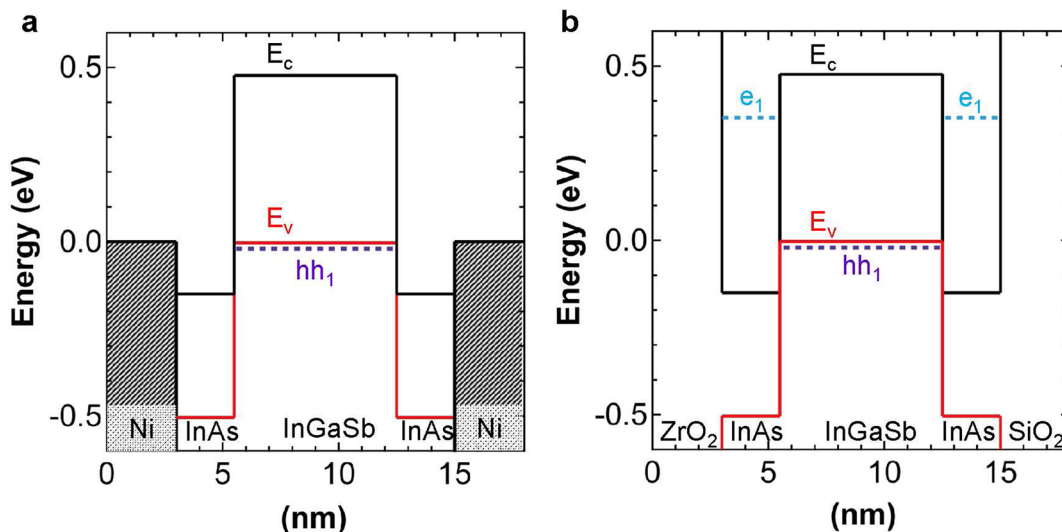 a
Energy (eV)
0.5
0.0
-0.5
E_c
E_v
hh_1
Ni
InAs
InGaSb
InAs
Ni
0
5
10
15
(nm)
b
Energy (eV)
0.5
0.0
-0.5
E_c
e_1
e_1
E_v
hh_1
ZrO_2
InAs
InGaSb
InAs
SiO_2
0
5
10
15
(nm)